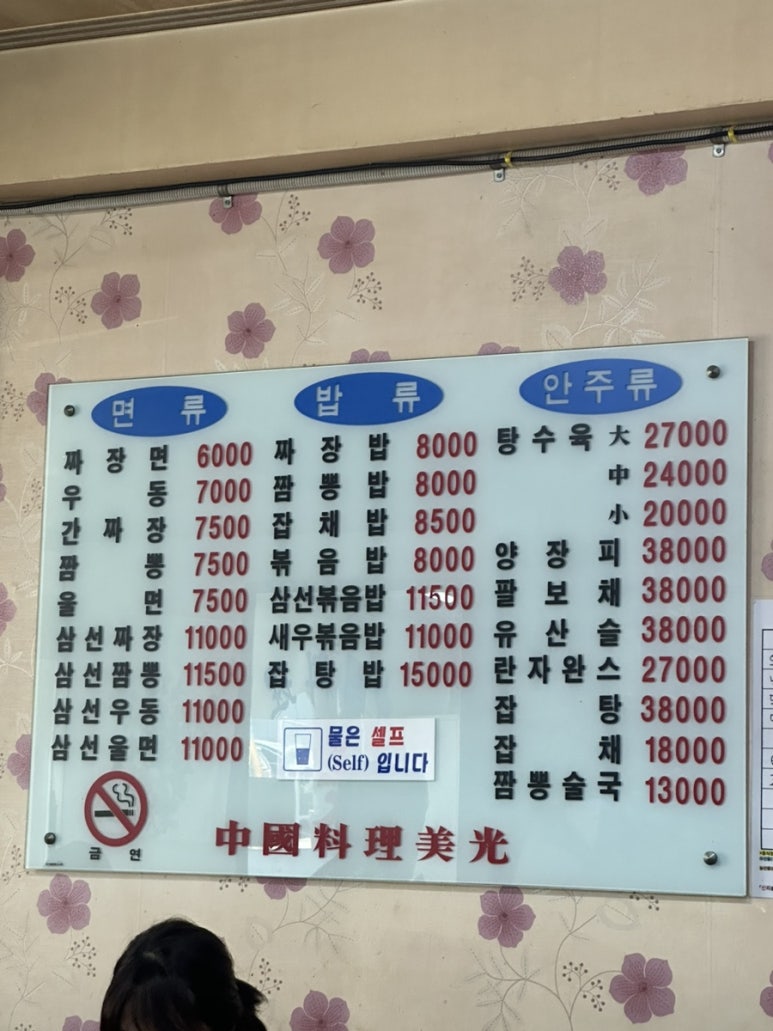 면 류
짜 장 면 6000
우 동 7000
간 짜 장 7500
짬 뽕 7500
울 면 7500
삼선짜장 11000
삼선짬뽕 11500
삼선우동 11000
삼선울면 11000
금 연
밥 류
짜 장 밥 8000
짬 뽕 밥 8000
잡 채 밥 8500
볶 음 밥 8000
삼선볶음밥 11500
새우볶음밥 11000
잡 탕 밥 15000
물은 셀프
(Self) 입니다
안주류
탕수육 大 27000
中 24000
小 20000
양 장 피 38000
팔 보 채 38000
유 산 슬 38000
란자완스 27000
잡 탕 38000
잡 채 18000
짬뽕술국 13000
中國料理美光